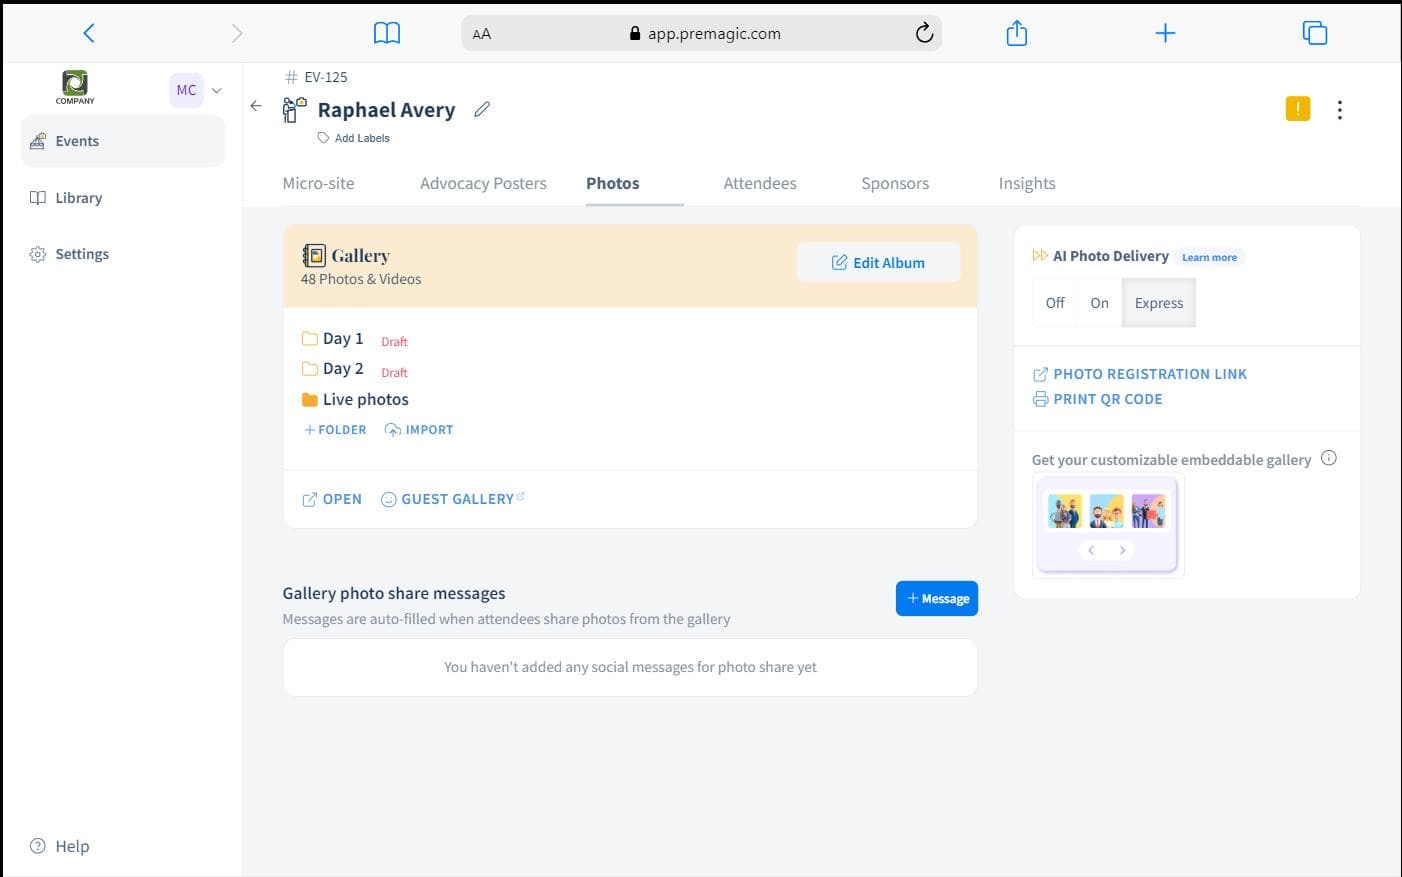 AA app.premagic.com
COMPANY
MC
Events
Library
Settings
Help
# EV-125
Raphael Avery
Add Labels
!
Micro-site Advocacy Posters Photos Attendees Sponsors Insights
Gallery
48 Photos & Videos
Edit Album
Day 1 Draft
Day 2 Draft
Live photos
+ FOLDER IMPORT
OPEN GUEST GALLERY
Gallery photo share messages
Messages are auto-filled when attendees share photos from the gallery
+ Message
You haven't added any social messages for photo share yet
AI Photo Delivery Learn more
Off On Express
PHOTO REGISTRATION LINK
PRINT QR CODE
Get your customizable embeddable gallery